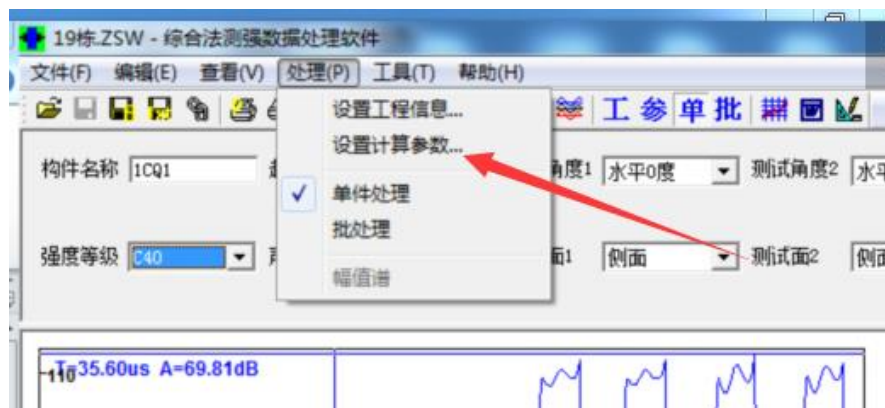 19栋.ZSW - 综合法测强数据处理软件
文件(F) 编辑(E) 查看(V) 处理(P) 工具(T) 帮助(H)
设置工程信息....
工 参 单 批
设置计算参数...
构件名称 1CQ1
角度1 水平0度 测试角度2 水平
单件处理
批处理
强度等级 C40
面1 侧面 测试面2 侧面
幅值谱
110
T=35.60us A=69.81dB